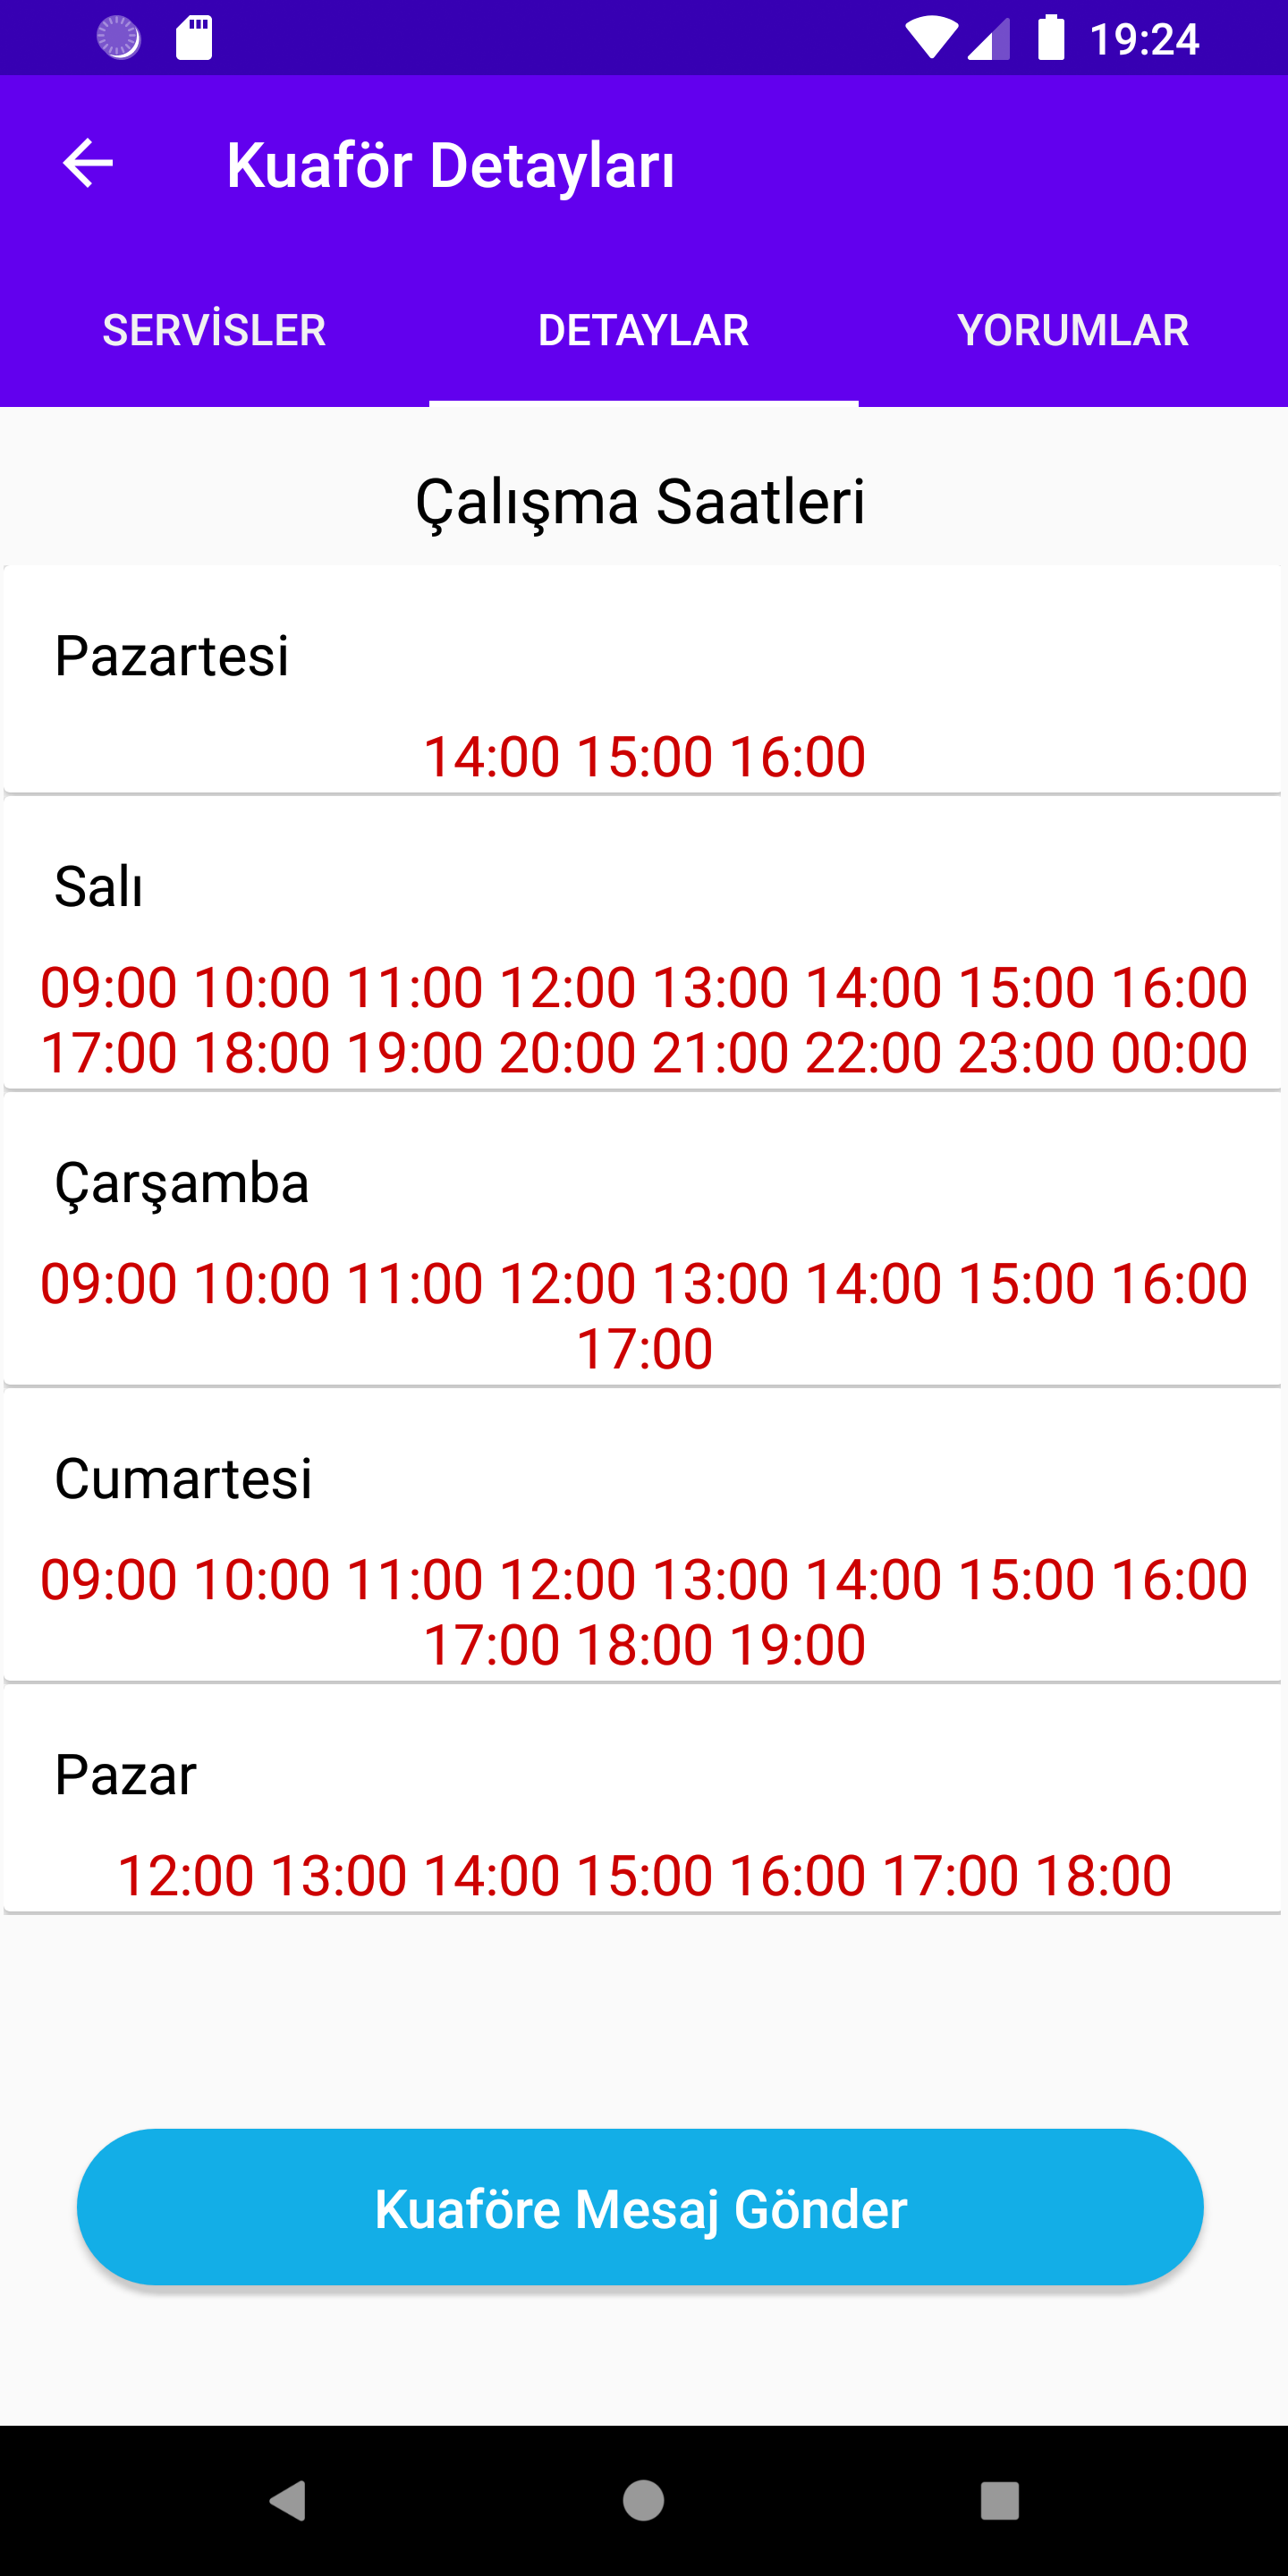 19:24
Kuaför Detayları
SERVİSLER DETAYLAR YORUMLAR
Çalışma Saatleri
Pazartesi
14:00 15:00 16:00
Salı
09:00 10:00 11:00 12:00 13:00 14:00 15:00 16:00
17:00 18:00 19:00 20:00 21:00 22:00 23:00 00:00
Çarşamba
09:00 10:00 11:00 12:00 13:00 14:00 15:00 16:00
17:00
Cumartesi
09:00 10:00 11:00 12:00 13:00 14:00 15:00 16:00
17:00 18:00 19:00
Pazar
12:00 13:00 14:00 15:00 16:00 17:00 18:00
Kuaföre Mesaj Gönder